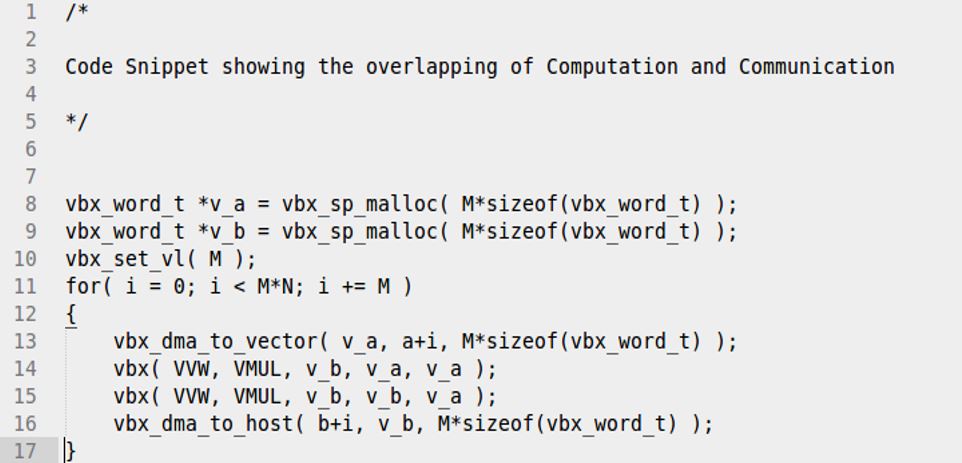 1 /*
2
3 Code Snippet showing the overlapping of Computation and Communication
4
5 */
6
7
8 vbx_word_t *v_a = vbx_sp_malloc( M*sizeof(vbx_word_t) );
9 vbx_word_t *v_b = vbx_sp_malloc( M*sizeof(vbx_word_t) );
10 vbx_set_vl( M );
11 for( i = 0; i < M*N; i += M )
12 {
13     vbx_dma_to_vector( v_a, a+i, M*sizeof(vbx_word_t) );
14     vbx( VVW, VMUL, v_b, v_a, v_a );
15     vbx( VVW, VMUL, v_b, v_b, v_a );
16     vbx_dma_to_host( b+i, v_b, M*sizeof(vbx_word_t) );
17 }